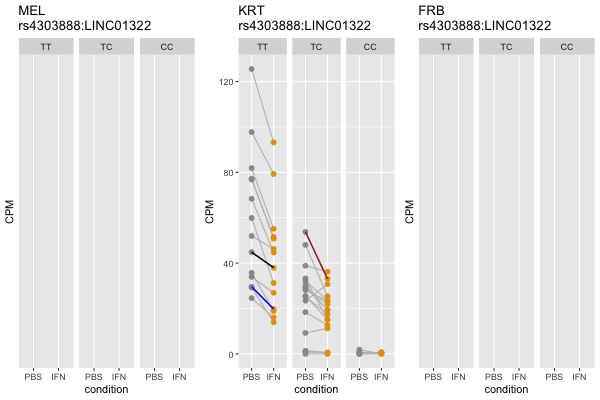 MEL
rs4303888:LINC01322
TT TC CC
CPM
PBS IFN PBS IFN PBS IFN
condition
KRT
rs4303888:LINC01322
TT TC CC
120
80
40
0
CPM
PBS IFN PBS IFN PBS IFN
condition
FRB
rs4303888:LINC01322
TT TC CC
CPM
PBS IFN PBS IFN PBS IFN
condition